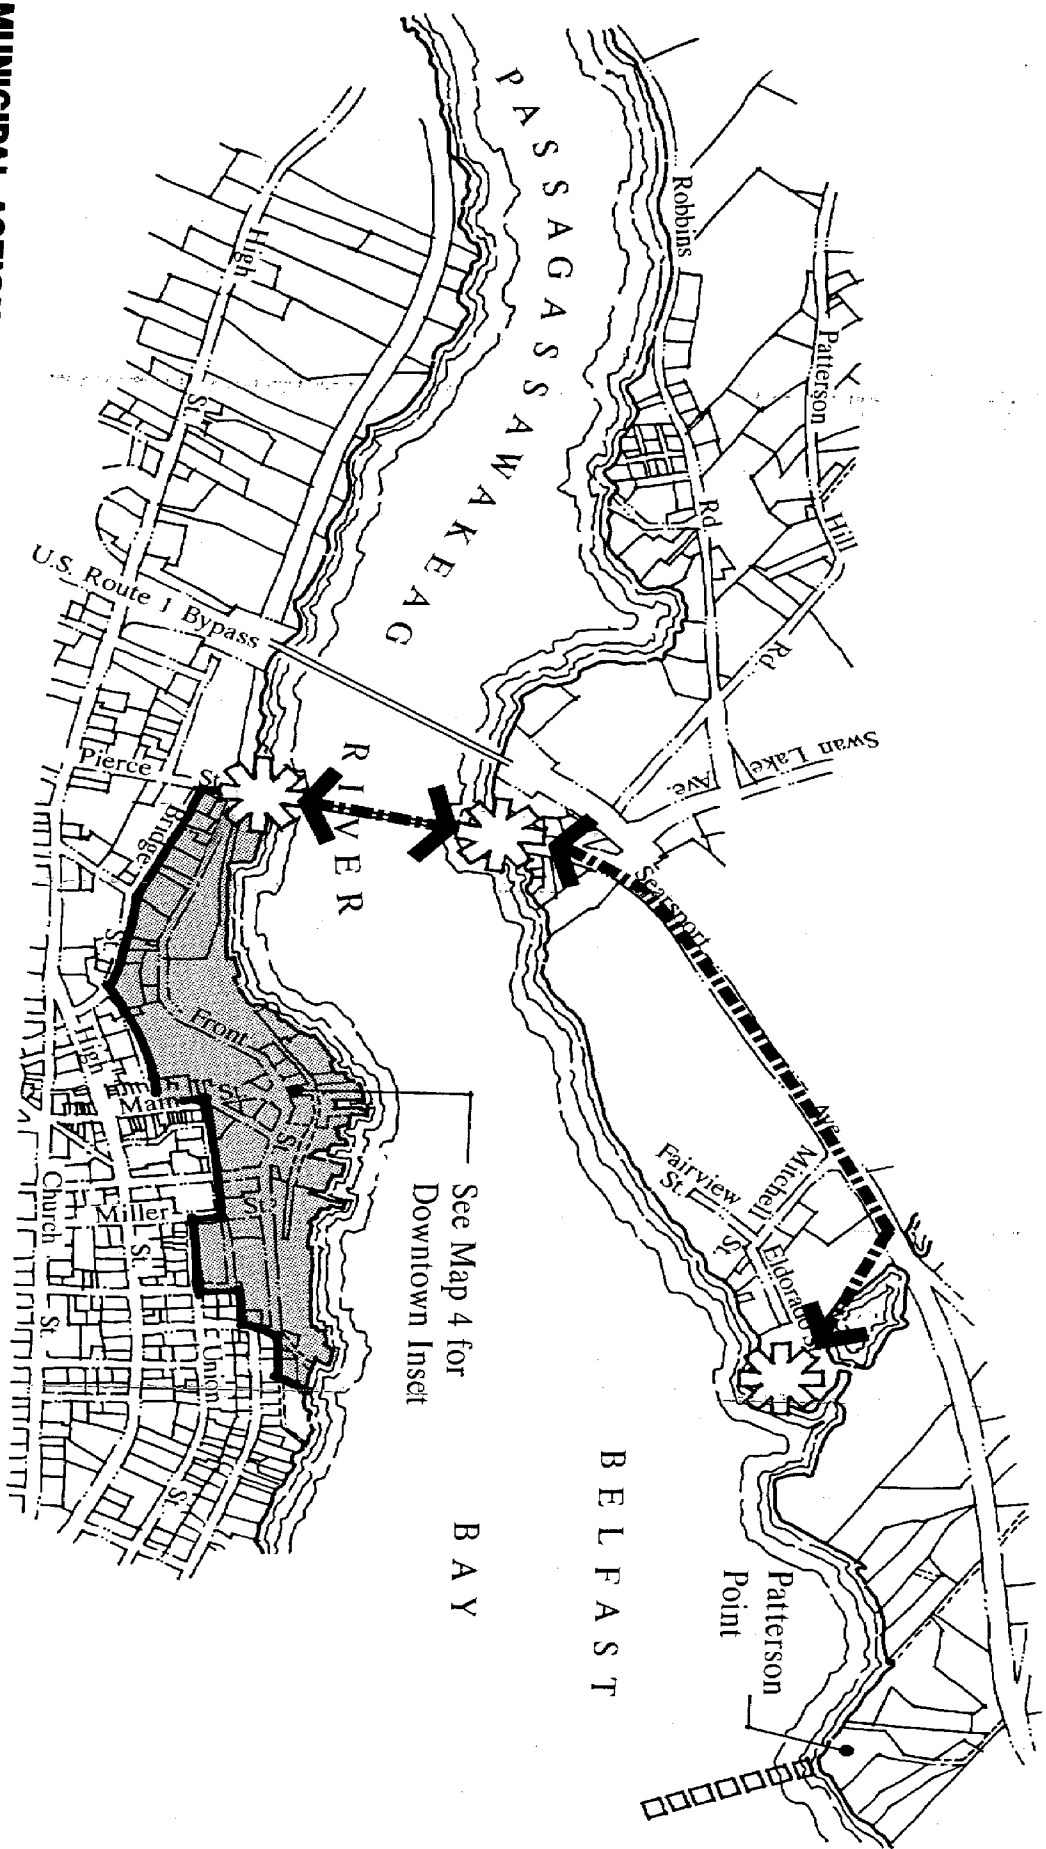 PASSAGASSAWAKEAG
RIVER
Robbins
Rd
Patterson
Hill
Rd
Swan Lake
Ave.
Searsport
Ave
Mitchell
St
Fairview
St.
Eldorado
BELFAST
BAY
Patterson
Point
See Map 4 for
Downtown Inset
High
St.
U.S. Route 1 Bypass
Pierce
St
Bridge
St.
Front
St.
High
St.
Main
St.
Miller
St.
Church
St.
Union
St.